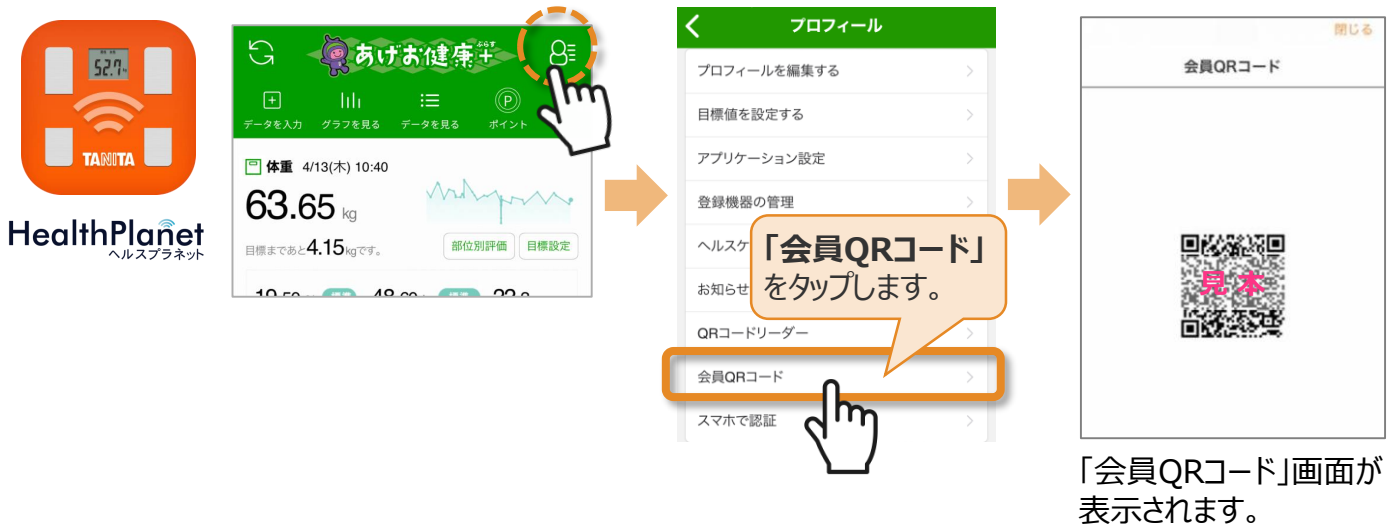 52.7
TANITA
HealthPlanet
ヘルスプラネット
あげお健康+
ぷらす
データを入力
グラフを見る
データを見る
ポイント
体重 4/13(木) 10:40
63.65 kg
目標まであと4.15kgです。
部位別評価
目標設定
プロフィール
プロフィールを編集する
目標値を設定する
アプリケーション設定
登録機器の管理
ヘルスケ
お知らせ
「会員QRコード」
をタップします。
QRコードリーダー
会員QRコード
スマホで認証
閉じる
会員QRコード
見本
「会員QRコード」画面が
表示されます。